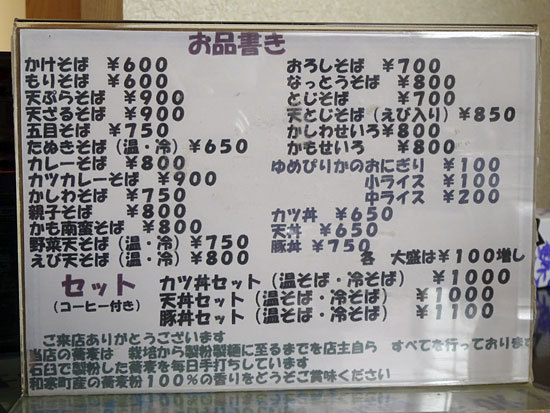 お品書き
かけそば ¥600
もりそば ¥600
天ぷらそば ¥900
天ざるそば ¥900
五目そば ¥750
たぬきそば（温・冷）¥650
カレーそば ¥800
カツカレーそば ¥900
かしわそば ¥750
親子そば ¥800
かも南蛮そば ¥800
野菜天そば（温・冷）¥750
えび天そば（温・冷）¥800
おろしそば ¥700
なっとうそば ¥800
とじそば ¥700
天とじそば（えび入り）¥850
かしわせいろ¥800
かもせいろ ¥800
ゆめぴりかのおにぎり ¥100
小ライス ¥100
中ライス ¥200
カツ丼 ¥650
天丼 ¥650
豚丼 ¥750
各 大盛は¥100増し
セット
（コーヒー付き）
カツ丼セット（温そば・冷そば） ¥1000
天丼セット（温そば・冷そば） ¥1000
豚丼セット（温そば・冷そば） ¥1100
ご来店ありがとうございます
当店の蕎麦は 栽培から製粉製麺に至るまでを店主自ら すべてを行っております
石臼で製粉した蕎麦を毎日手打ちしています
和寒町産の蕎麦粉100%の香りをどうぞご賞味ください